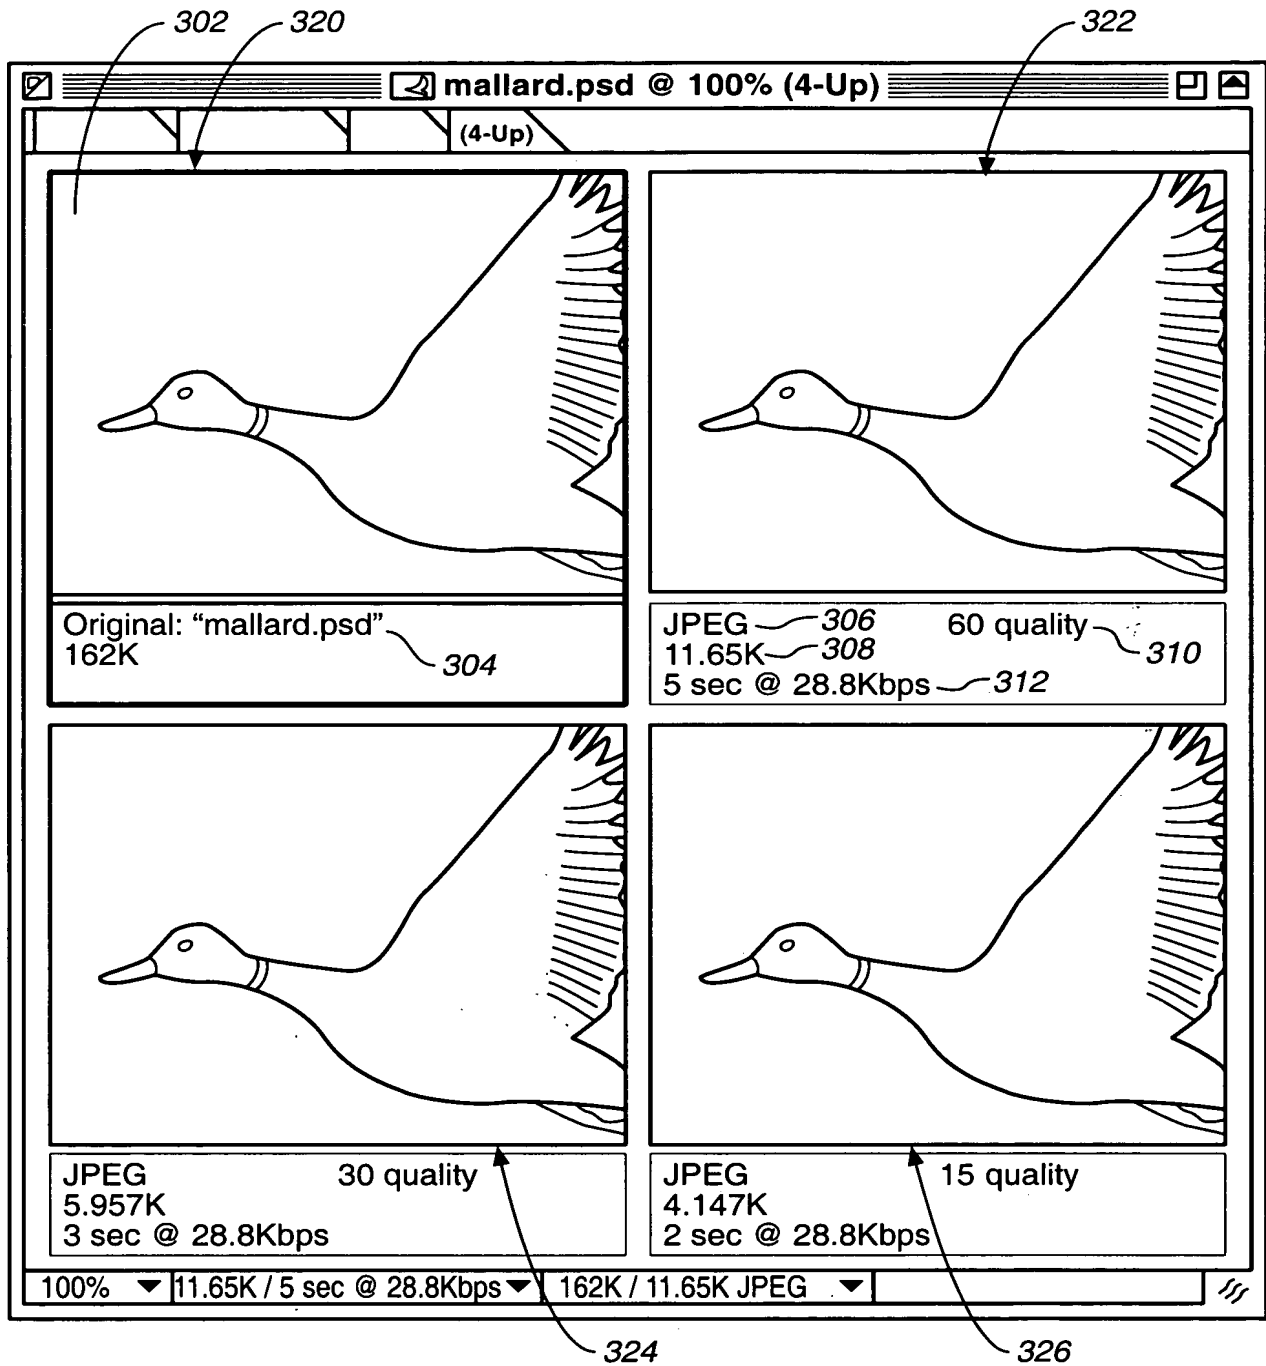 302 320 322
mallard.psd @ 100% (4-Up)
(4-Up)
Original: “mallard.psd”
162K
304
JPEG 306 60 quality
11.65K 308 310
5 sec @ 28.8Kbps 312
JPEG 30 quality
5.957K
3 sec @ 28.8Kbps
JPEG 15 quality
4.147K
2 sec @ 28.8Kbps
100% 11.65K / 5 sec @ 28.8Kbps 162K / 11.65K JPEG
324 326